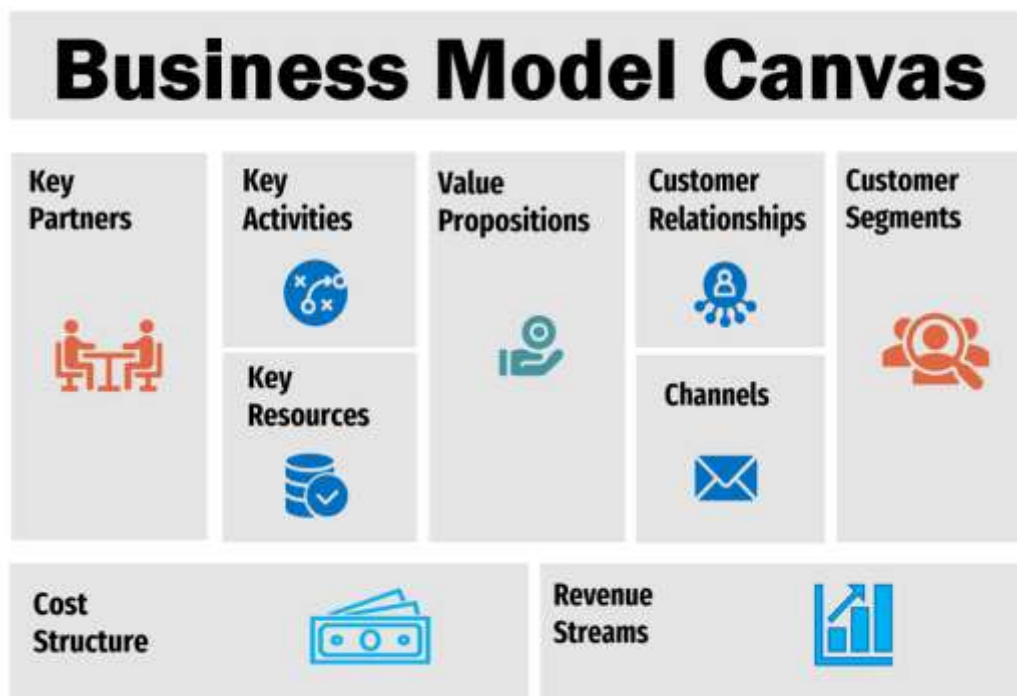 Business Model Canvas
Key
Partners
Key
Activities
Key
Resources
Value
Propositions
Customer
Relationships
Channels
Customer
Segments
Cost
Structure
Revenue
Streams